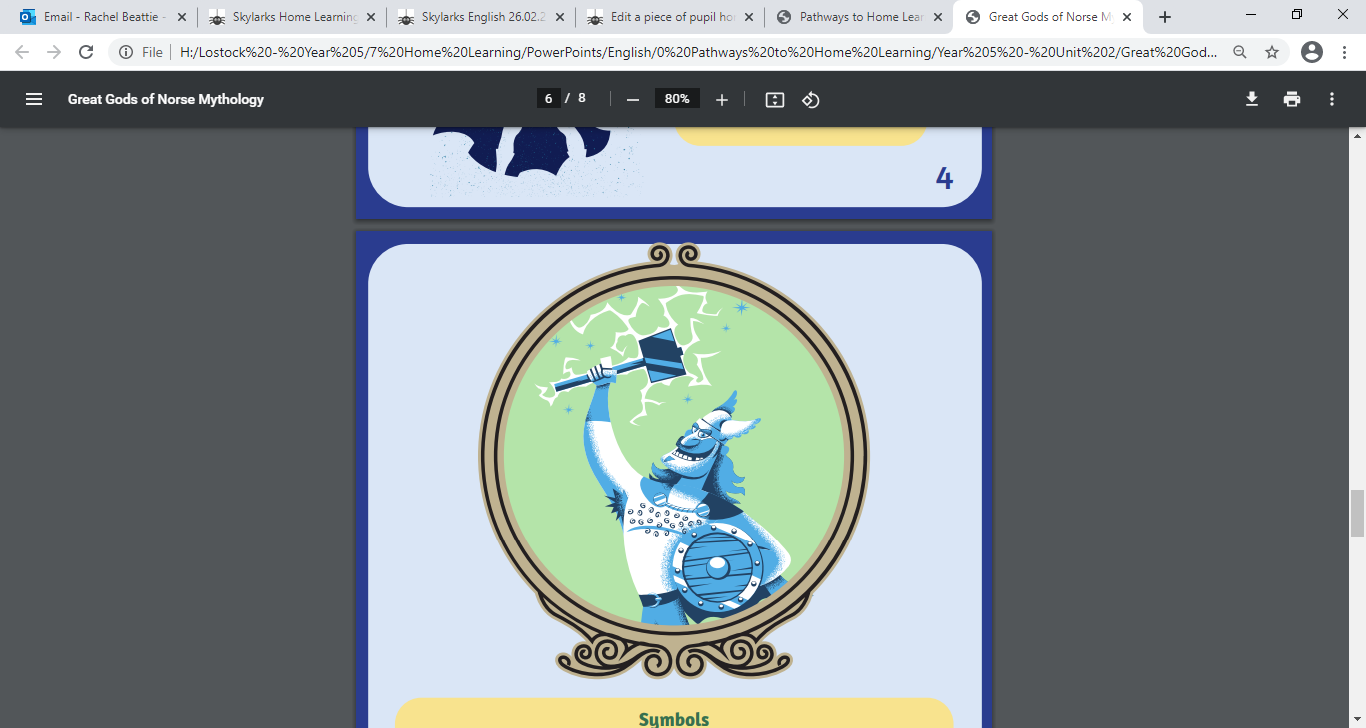 Email - Rachel Beattie -
Skylarks Home Learning
Skylarks English 26.02.2
Edit a piece of pupil ho
Pathways to Home Lear
Great Gods of Norse M
File
H:/Lostock%20-%20Year%205/7%20Home%20Learning/PowerPoints/English/0%20Pathways%20to%20Home%20Learning/Year%205%20-%20Unit%202/Great%20God...
Great Gods of Norse Mythology
6 / 8
80%
4
Symbols